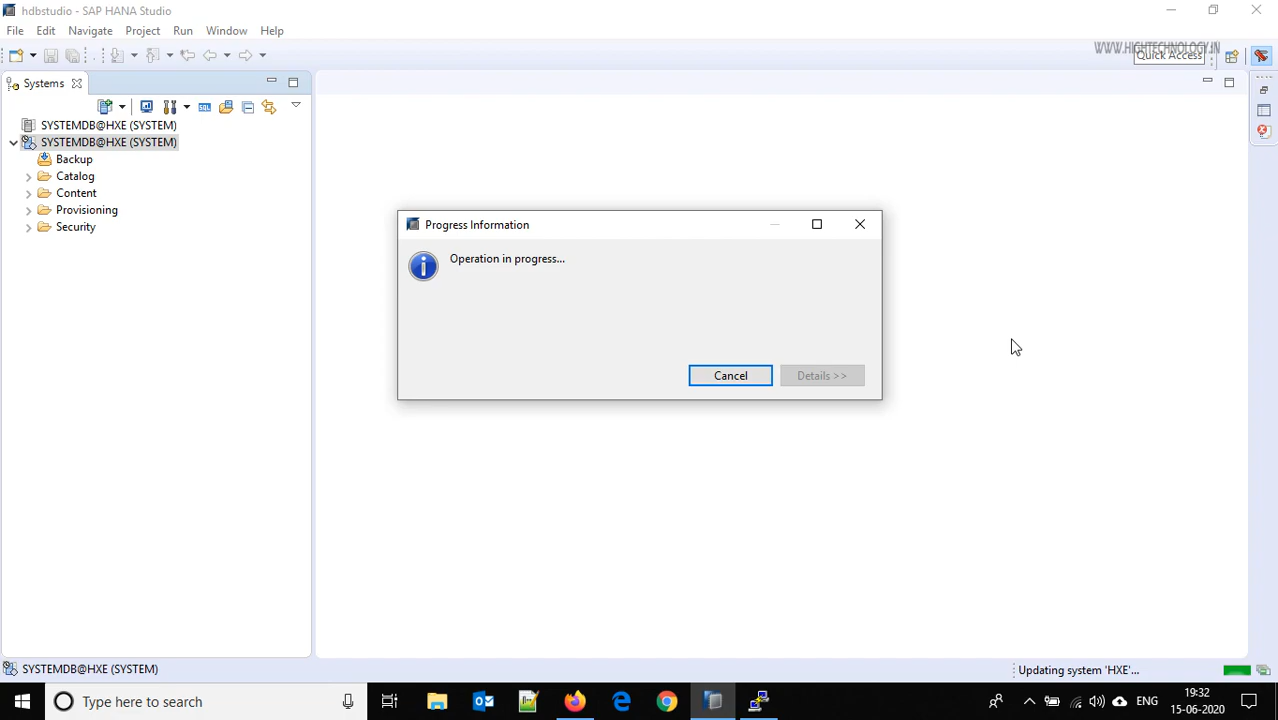 hdbstudio - SAP HANA Studio
File Edit Navigate Project Run Window Help
WWW.HIGHTECHNOLOGY.IN
Quick Access
Systems
SQL
SYSTEMDB@HXE (SYSTEM)
SYSTEMDB@HXE (SYSTEM)
Backup
Catalog
Content
Provisioning
Security
Progress Information
Operation in progress...
Cancel Details >>
SYSTEMDB@HXE (SYSTEM) Updating system 'HXE'...
Type here to search
ENG
19:32
15-06-2020